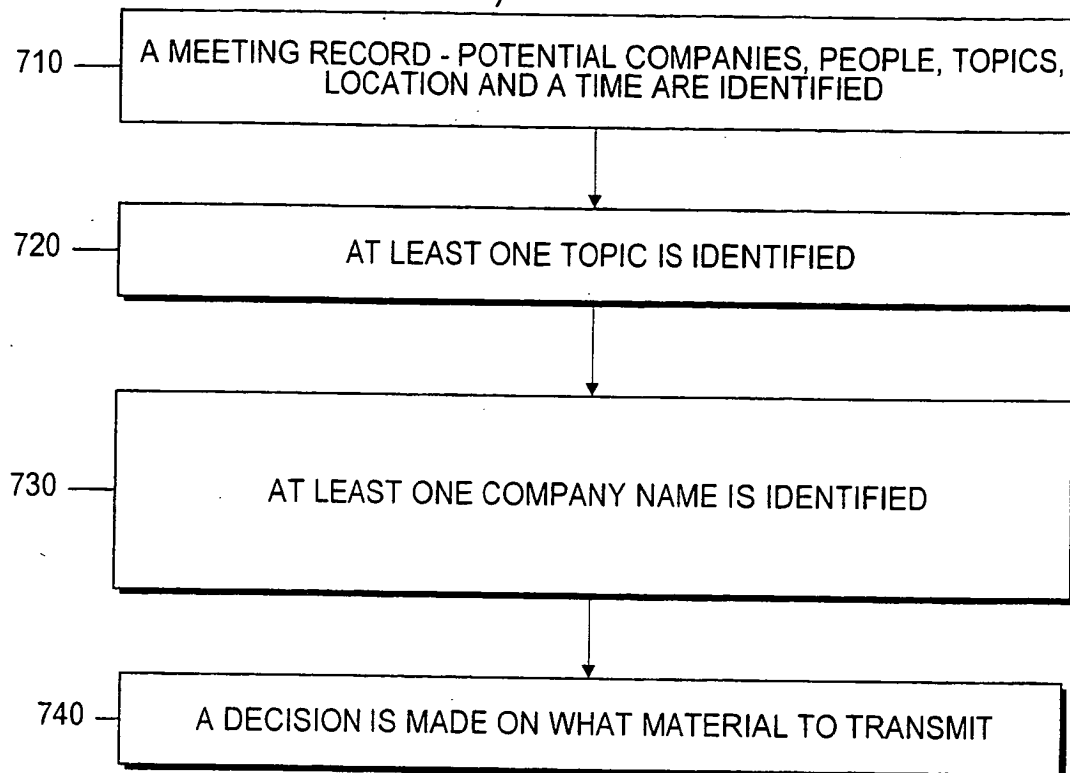 710
A MEETING RECORD - POTENTIAL COMPANIES, PEOPLE, TOPICS,
LOCATION AND A TIME ARE IDENTIFIED
720
AT LEAST ONE TOPIC IS IDENTIFIED
730
AT LEAST ONE COMPANY NAME IS IDENTIFIED
740
A DECISION IS MADE ON WHAT MATERIAL TO TRANSMIT